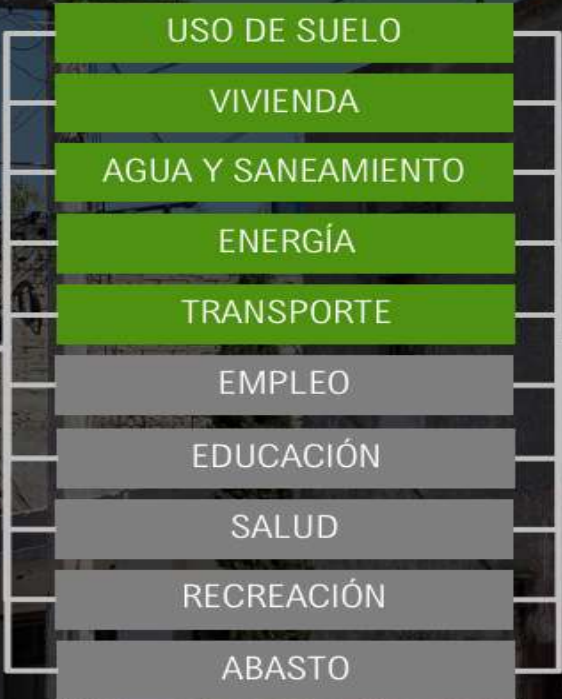 USO DE SUELO
VIVIENDA
AGUA Y SANEAMIENTO
ENERGÍA
TRANSPORTE
EMPLEO
EDUCACIÓN
SALUD
RECREACIÓN
ABASTO